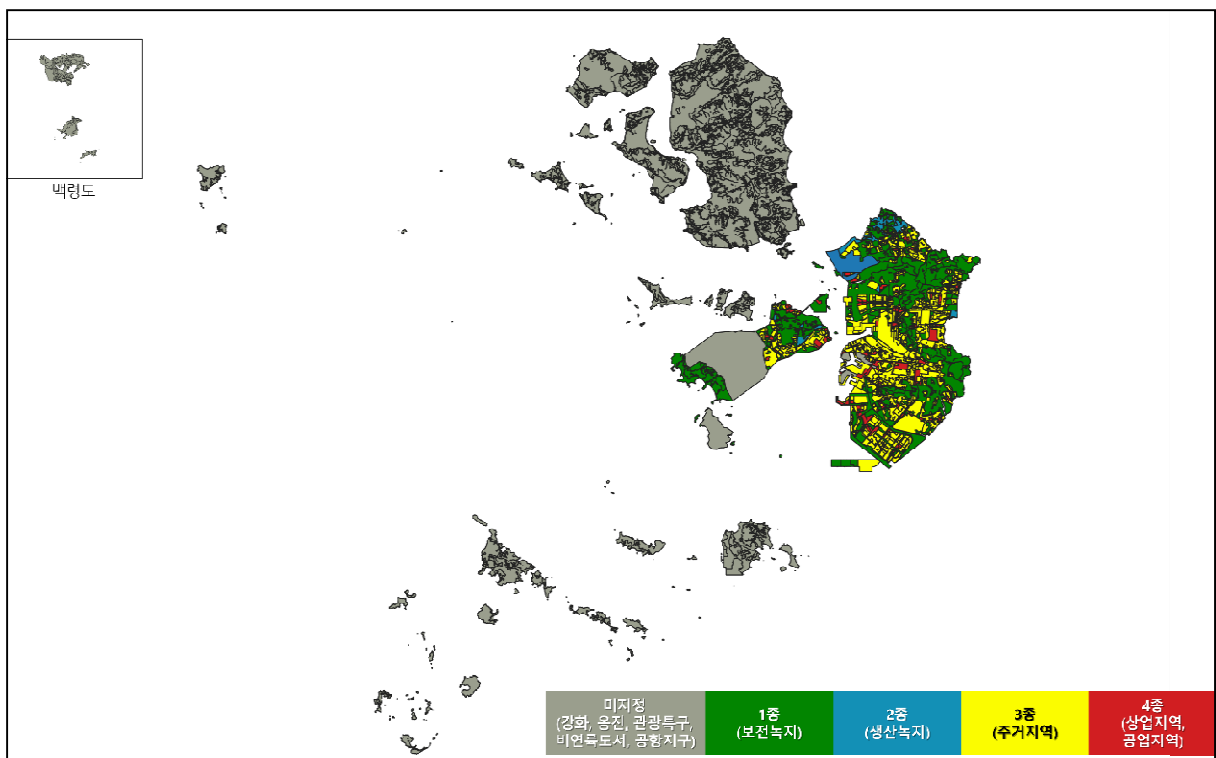 백령도
미지정
(강화, 옹진, 관광특구,
비연륙도서, 공항지구)
1종
(보전녹지)
2종
(생산녹지)
3종
(주거지역)
4종
(상업지역,
공업지역)